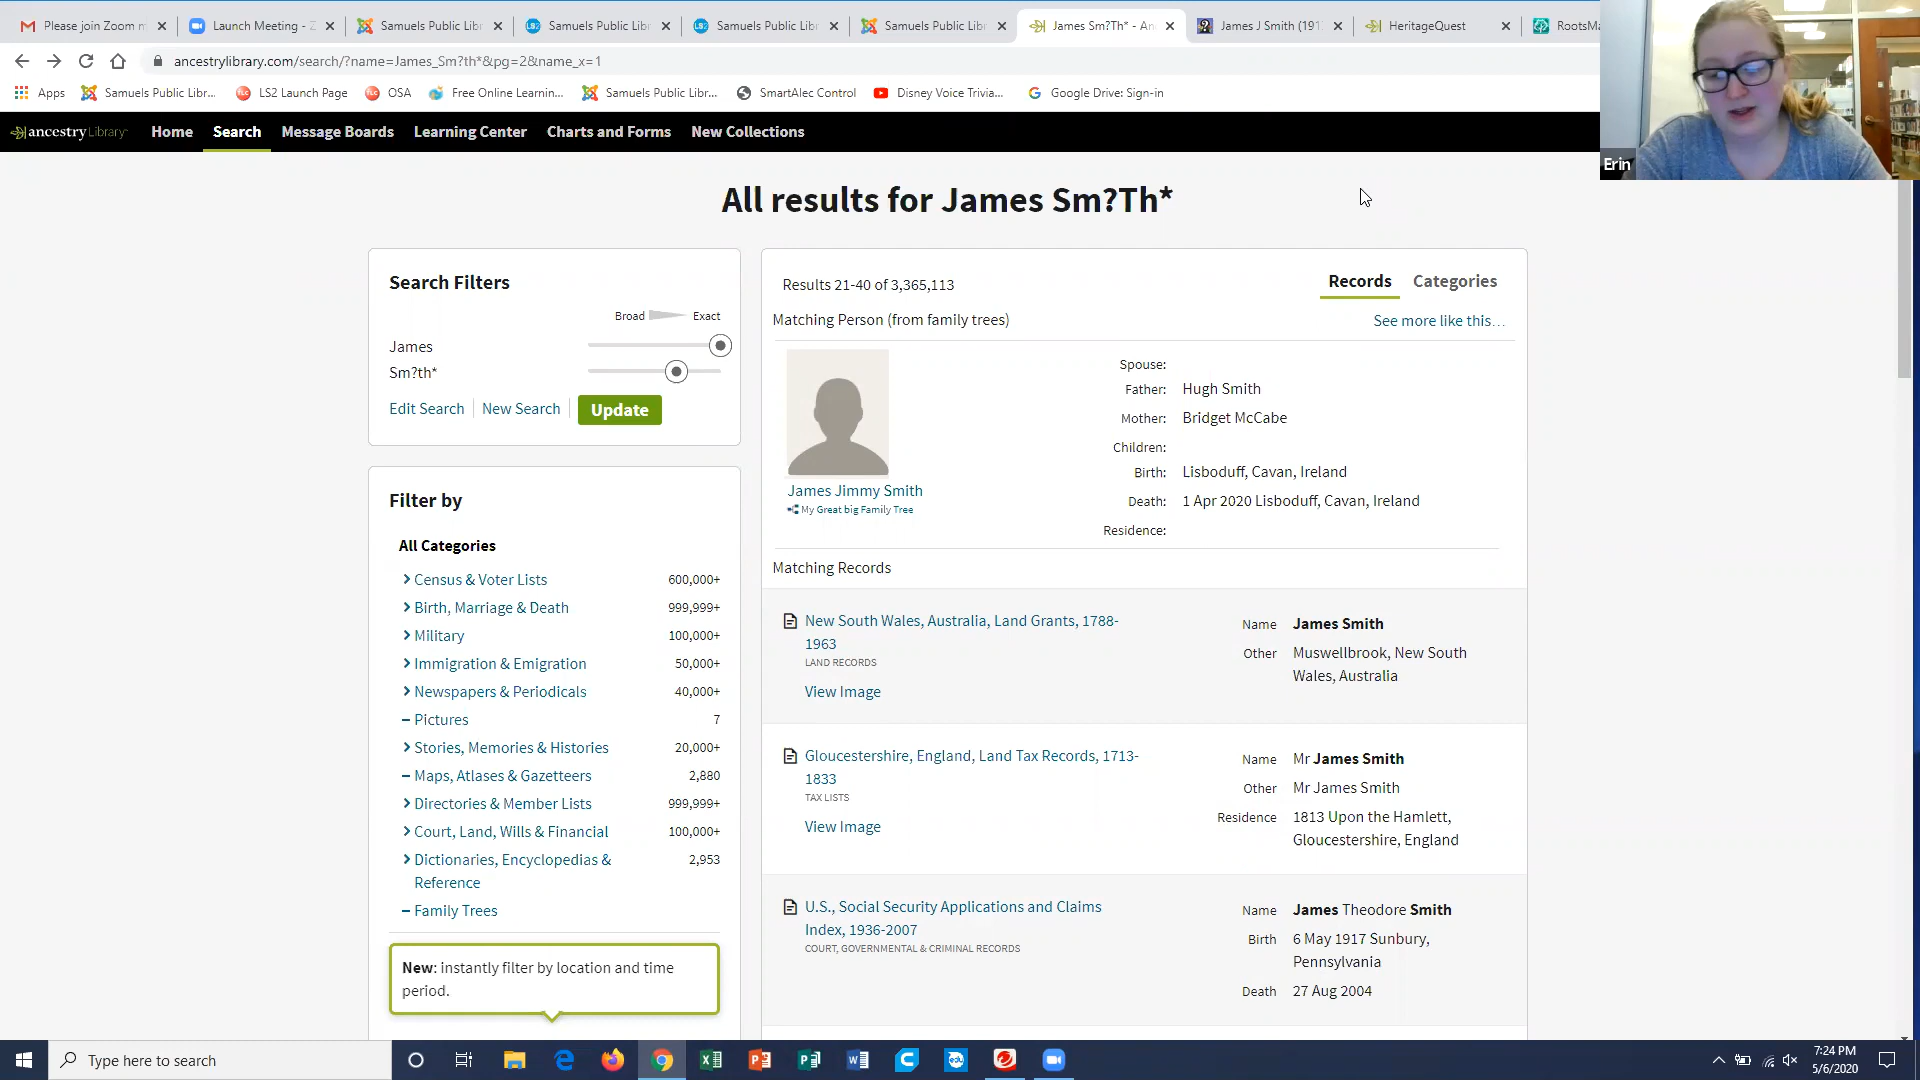 Please join Zoom m
Launch Meeting - Z
Samuels Public Libr
Samuels Public Libr
Samuels Public Libr
Samuels Public Libr
James Sm?Th* - An
James J Smith (191
HeritageQuest
RootsMa
ancestrylibrary.com/search/?name=James_Sm?th*&pg=2&name_x=1
Apps
Samuels Public Libr...
LS2 Launch Page
OSA
Free Online Learnin...
Samuels Public Libr...
SmartAlec Control
Disney Voice Trivia...
Google Drive: Sign-in
ancestryLibrary
Home
Search
Message Boards
Learning Center
Charts and Forms
New Collections
Erin
All results for James Sm?Th*
Search Filters
Broad
Exact
James
Sm?th*
Edit Search
New Search
Update
Filter by
All Categories
Census & Voter Lists 600,000+
Birth, Marriage & Death 999,999+
Military 100,000+
Immigration & Emigration 50,000+
Newspapers & Periodicals 40,000+
Pictures 7
Stories, Memories & Histories 20,000+
Maps, Atlases & Gazetteers 2,880
Directories & Member Lists 999,999+
Court, Land, Wills & Financial 100,000+
Dictionaries, Encyclopedias & 2,953
Reference
Family Trees
New: instantly filter by location and time
period.
Results 21-40 of 3,365,113
Records
Categories
Matching Person (from family trees)
See more like this...
James Jimmy Smith
My Great big Family Tree
Spouse:
Father: Hugh Smith
Mother: Bridget McCabe
Children:
Birth: Lisboduff, Cavan, Ireland
Death: 1 Apr 2020 Lisboduff, Cavan, Ireland
Residence:
Matching Records
New South Wales, Australia, Land Grants, 1788-
1963
LAND RECORDS
View Image
Name James Smith
Other Muswellbrook, New South
Wales, Australia
Gloucestershire, England, Land Tax Records, 1713-
1833
TAX LISTS
View Image
Name Mr James Smith
Other Mr James Smith
Residence 1813 Upon the Hamlett,
Gloucestershire, England
U.S., Social Security Applications and Claims
Index, 1936-2007
COURT, GOVERNMENTAL & CRIMINAL RECORDS
Name James Theodore Smith
Birth 6 May 1917 Sunbury,
Pennsylvania
Death 27 Aug 2004
Type here to search
7:24 PM
5/6/2020